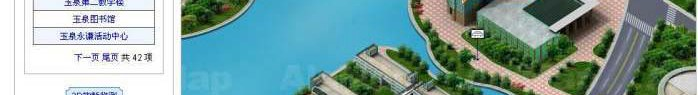 玉泉第二教学楼
玉泉图书馆
玉泉永谦活动中心
下一页 尾页 共 42 项